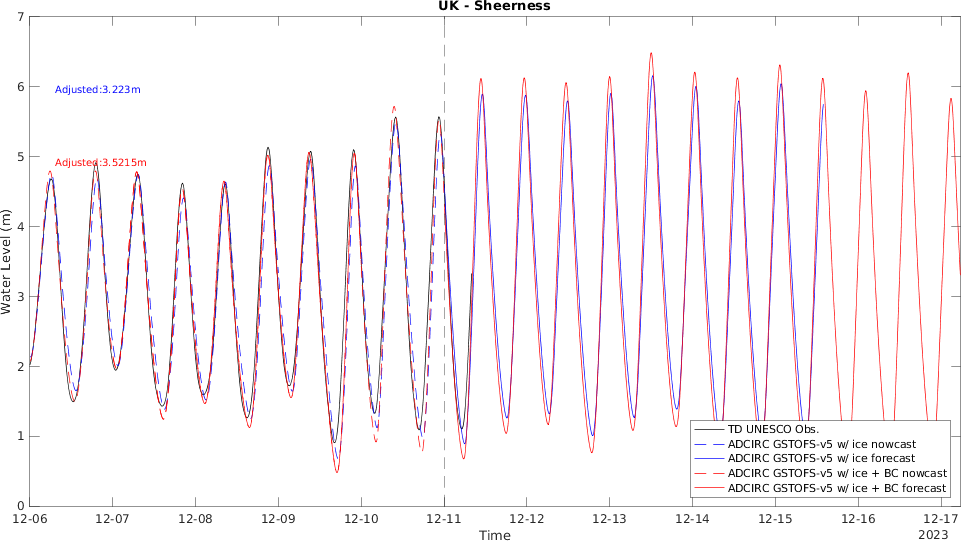 UK - Sheerness
7
6
5
4
3
2
1
0
Water Level (m)
Adjusted:3.223m
Adjusted:3.5215m
TD UNESCO Obs.
ADCIRC GSTOFS-v5 w/ ice nowcast
ADCIRC GSTOFS-v5 w/ ice forecast
ADCIRC GSTOFS-v5 w/ ice + BC nowcast
ADCIRC GSTOFS-v5 w/ ice + BC forecast
12-06 12-07 12-08 12-09 12-10 12-11 12-12 12-13 12-14 12-15 12-16 12-17
Time
2023